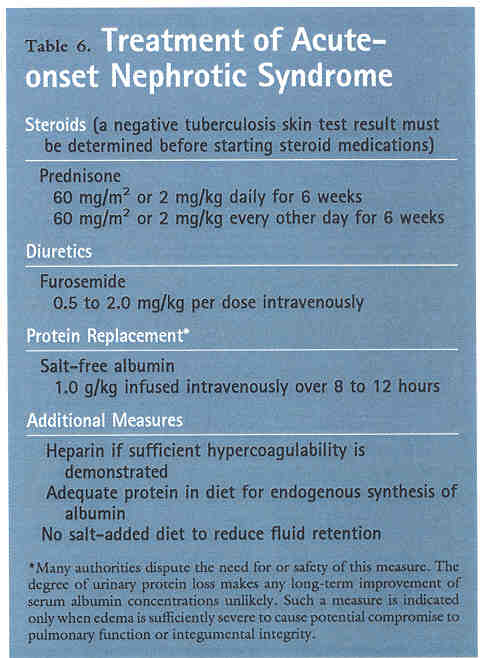 Table 6. Treatment of Acute-
onset Nephrotic Syndrome
Steroids (a negative tuberculosis skin test result must
be determined before starting steroid medications)
Prednisone
60 mg/m² or 2 mg/kg daily for 6 weeks
60 mg/m² or 2 mg/kg every other day for 6 weeks
Diuretics
Furosemide
0.5 to 2.0 mg/kg per dose intravenously
Protein Replacement*
Salt-free albumin
1.0 g/kg infused intravenously over 8 to 12 hours
Additional Measures
Heparin if sufficient hypercoagulability is
demonstrated
Adequate protein in diet for endogenous synthesis of
albumin
No salt-added diet to reduce fluid retention
*Many authorities dispute the need for or safety of this measure. The
degree of urinary protein loss makes any long-term improvement of
serum albumin concentrations unlikely. Such a measure is indicated
only when edema is sufficiently severe to cause potential compromise to
pulmonary function or integumental integrity.